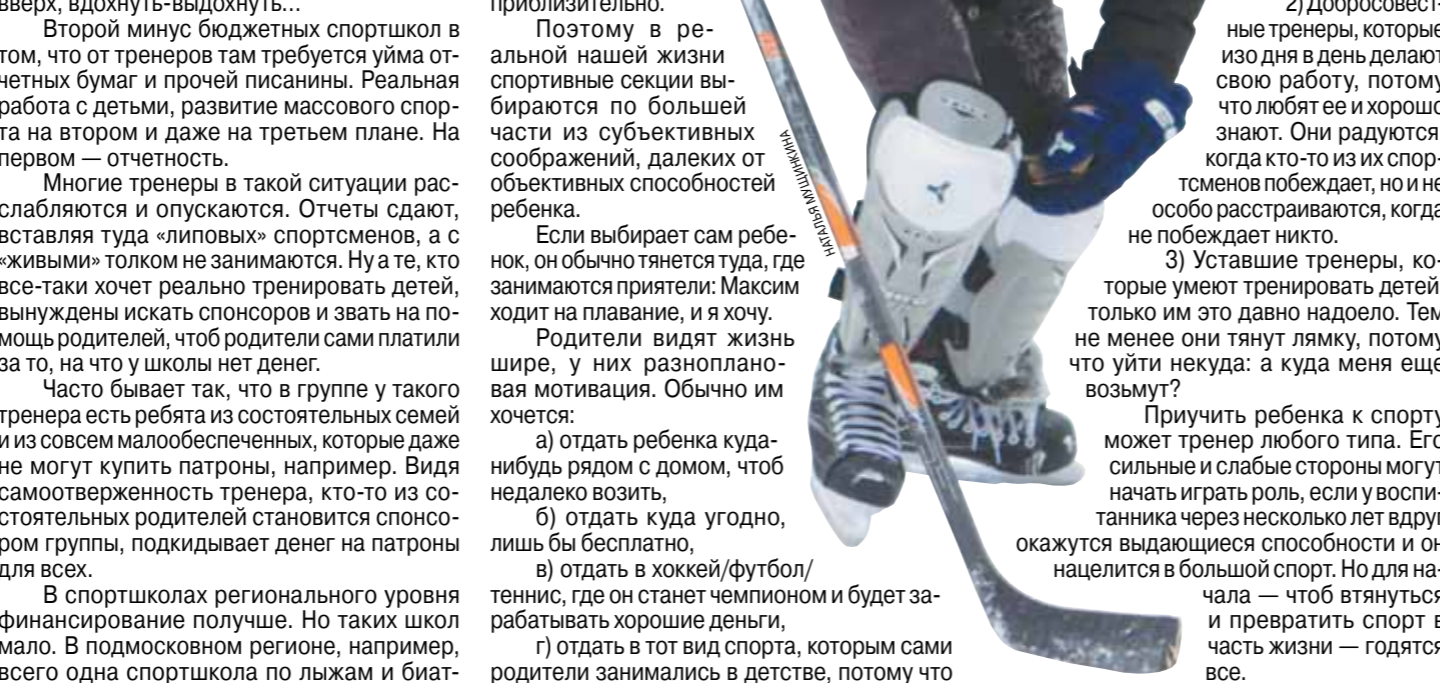 вверх, вдохнуть-выдохнуть...
Второй минус бюджетных спортшкол в
том, что от тренеров там требуется уйма от-
четных бумаг и прочей писанины. Реальная
работа с детьми, развитие массового спор-
та на втором и даже на третьем плане. На
первом — отчетность.
Многие тренеры в такой ситуации рас-
слабляются и опускаются. Отчеты сдают,
вставляя туда «липовых» спортсменов, а с
«живыми» толком не занимаются. Ну а те, кто
все-таки хочет реально тренировать детей,
вынуждены искать спонсоров и звать на по-
мощь родителей, чтоб родители сами платили
за то, на что у школы нет денег.
Часто бывает так, что в группе у такого
тренера есть ребята из состоятельных семей
и из совсем малообеспеченных, которые даже
не могут купить патроны, например. Видя
самоотверженность тренера, кто-то из со-
стоятельных родителей становится спонсо-
ром группы, подкидывает денег на патроны
для всех.
В спортшколах регионального уровня
финансирование получше. Но таких школ
мало. В подмосковном регионе, например,
всего одна спортшкола по лыжам и биат-
приблизительно.
Поэтому в ре-
альной нашей жизни
спортивные секции вы-
бираются по большей
части из субъективных
соображений, далеких от
объективных способностей
ребенка.
Если выбирает сам ребе-
нок, он обычно тянется туда, где
занимаются приятели: Максим
ходит на плавание, и я хочу.
Родители видят жизнь
шире, у них разнопланo-
вая мотивация. Обычно им
хочется:
а) отдать ребенка куда-
нибудь рядом с домом, чтоб
недалеко возить,
б) отдать куда угодно,
лишь бы бесплатно,
в) отдать в хоккей/футбол/
теннис, где он станет чемпионом и будет за-
рабатывать хорошие деньги,
г) отдать в тот вид спорта, которым сами
родители занимались в детстве, потому что
НАТАЛЬЯ МУЩИНКИНА
2) Добросовест-
ные тренеры, которые
изо дня в день делают
свою работу, потому
что любят ее и хорошо
знают. Они радуются,
когда кто-то из их спор-
тсменов побеждает, но и не
особо расстраиваются, когда
не побеждает никто.
3) Уставшие тренеры, ко-
торые умеют тренировать детей,
только им это давно надоело. Тем
не менее они тянут лямку, потому
что уйти некуда: а куда меня еще
возьмут?
Приучить ребенка к спорту
может тренер любого типа. Его
сильные и слабые стороны могут
начать играть роль, если у воспи-
танника через несколько лет вдруг
окажутся выдающиеся способности и он
нацелится в большой спорт. Но для на-
чала — чтоб втянуться
и превратить спорт в
часть жизни — годятся
все.